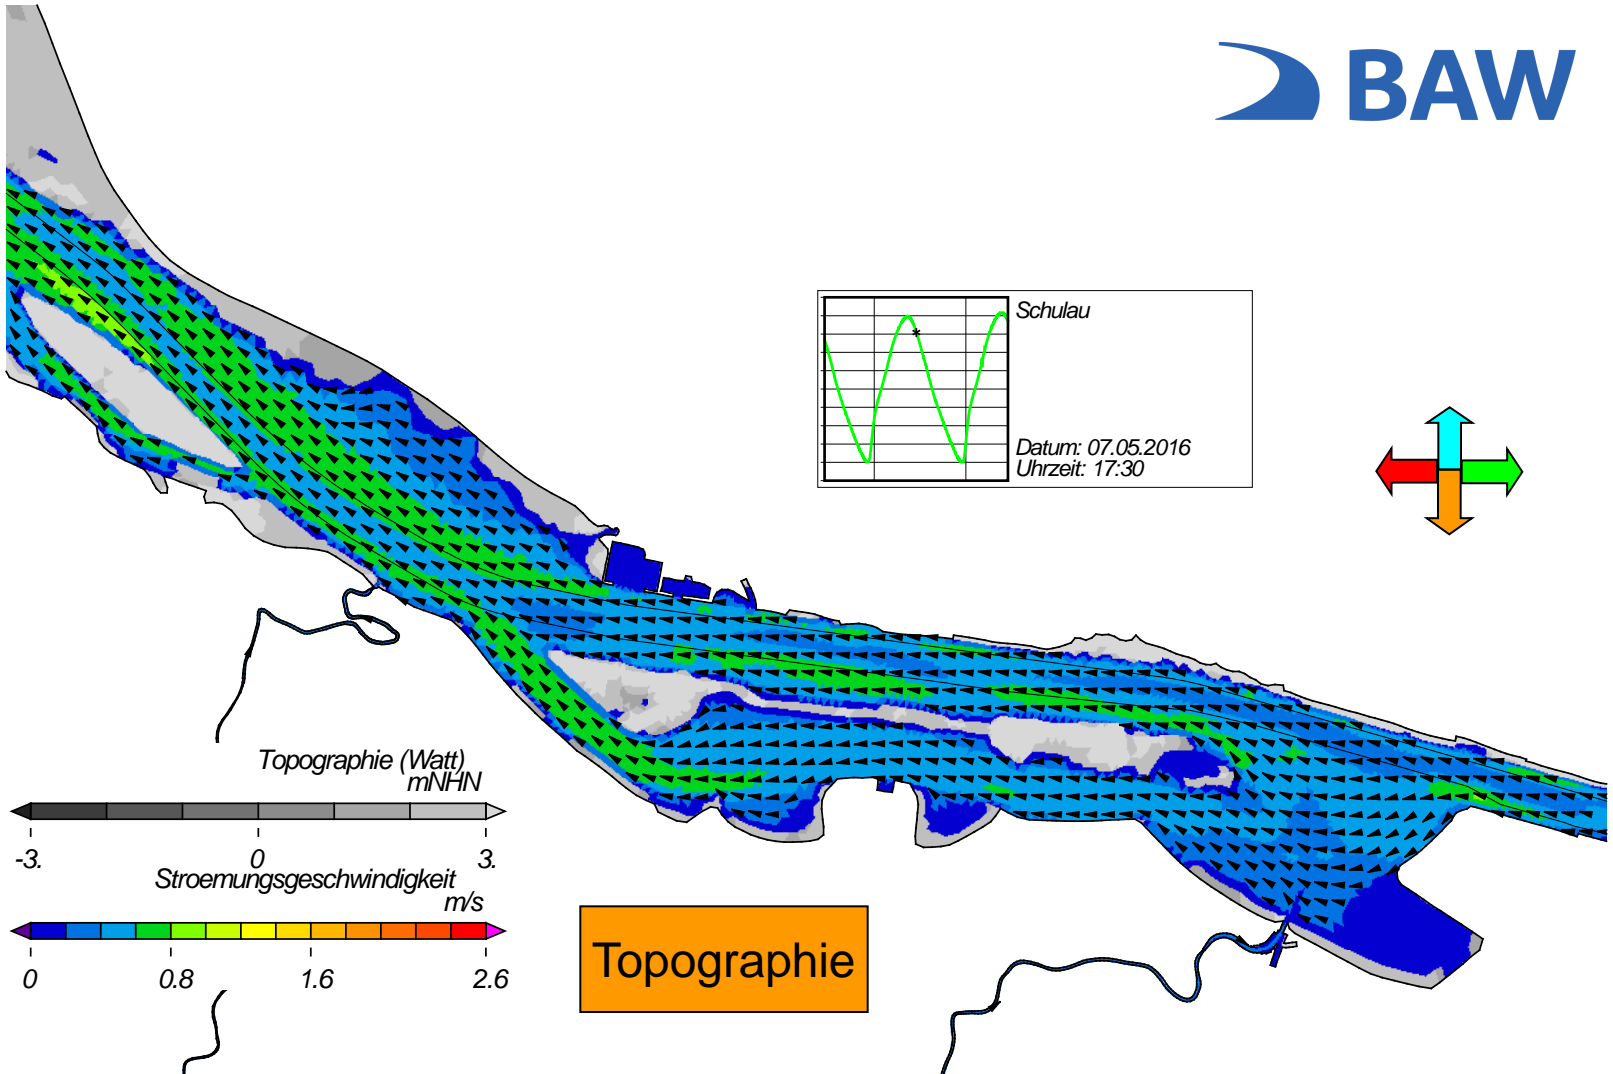 BAW
Schulau
Datum: 07.05.2016
Uhrzeit: 17:30
Topographie (Watt)
mNHN
-3. 0 3.
Stroemungsgeschwindigkeit
m/s
0 0.8 1.6 2.6
Topographie